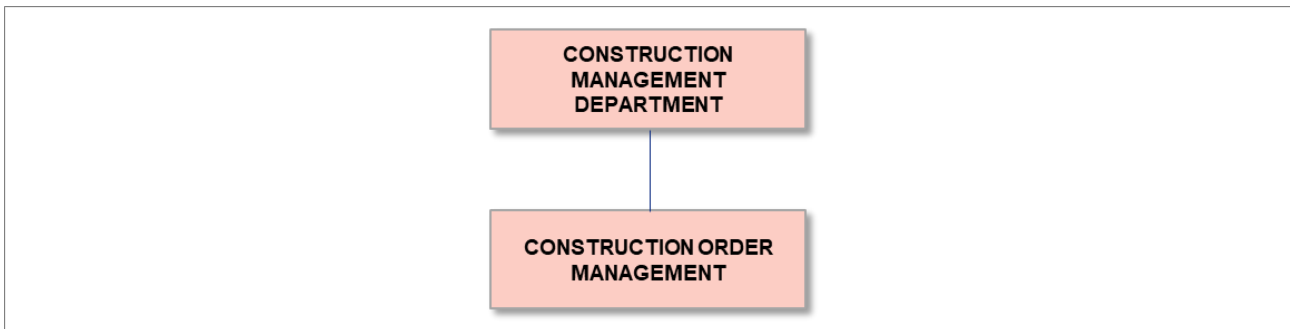 CONSTRUCTION
MANAGEMENT
DEPARTMENT
CONSTRUCTION ORDER
MANAGEMENT